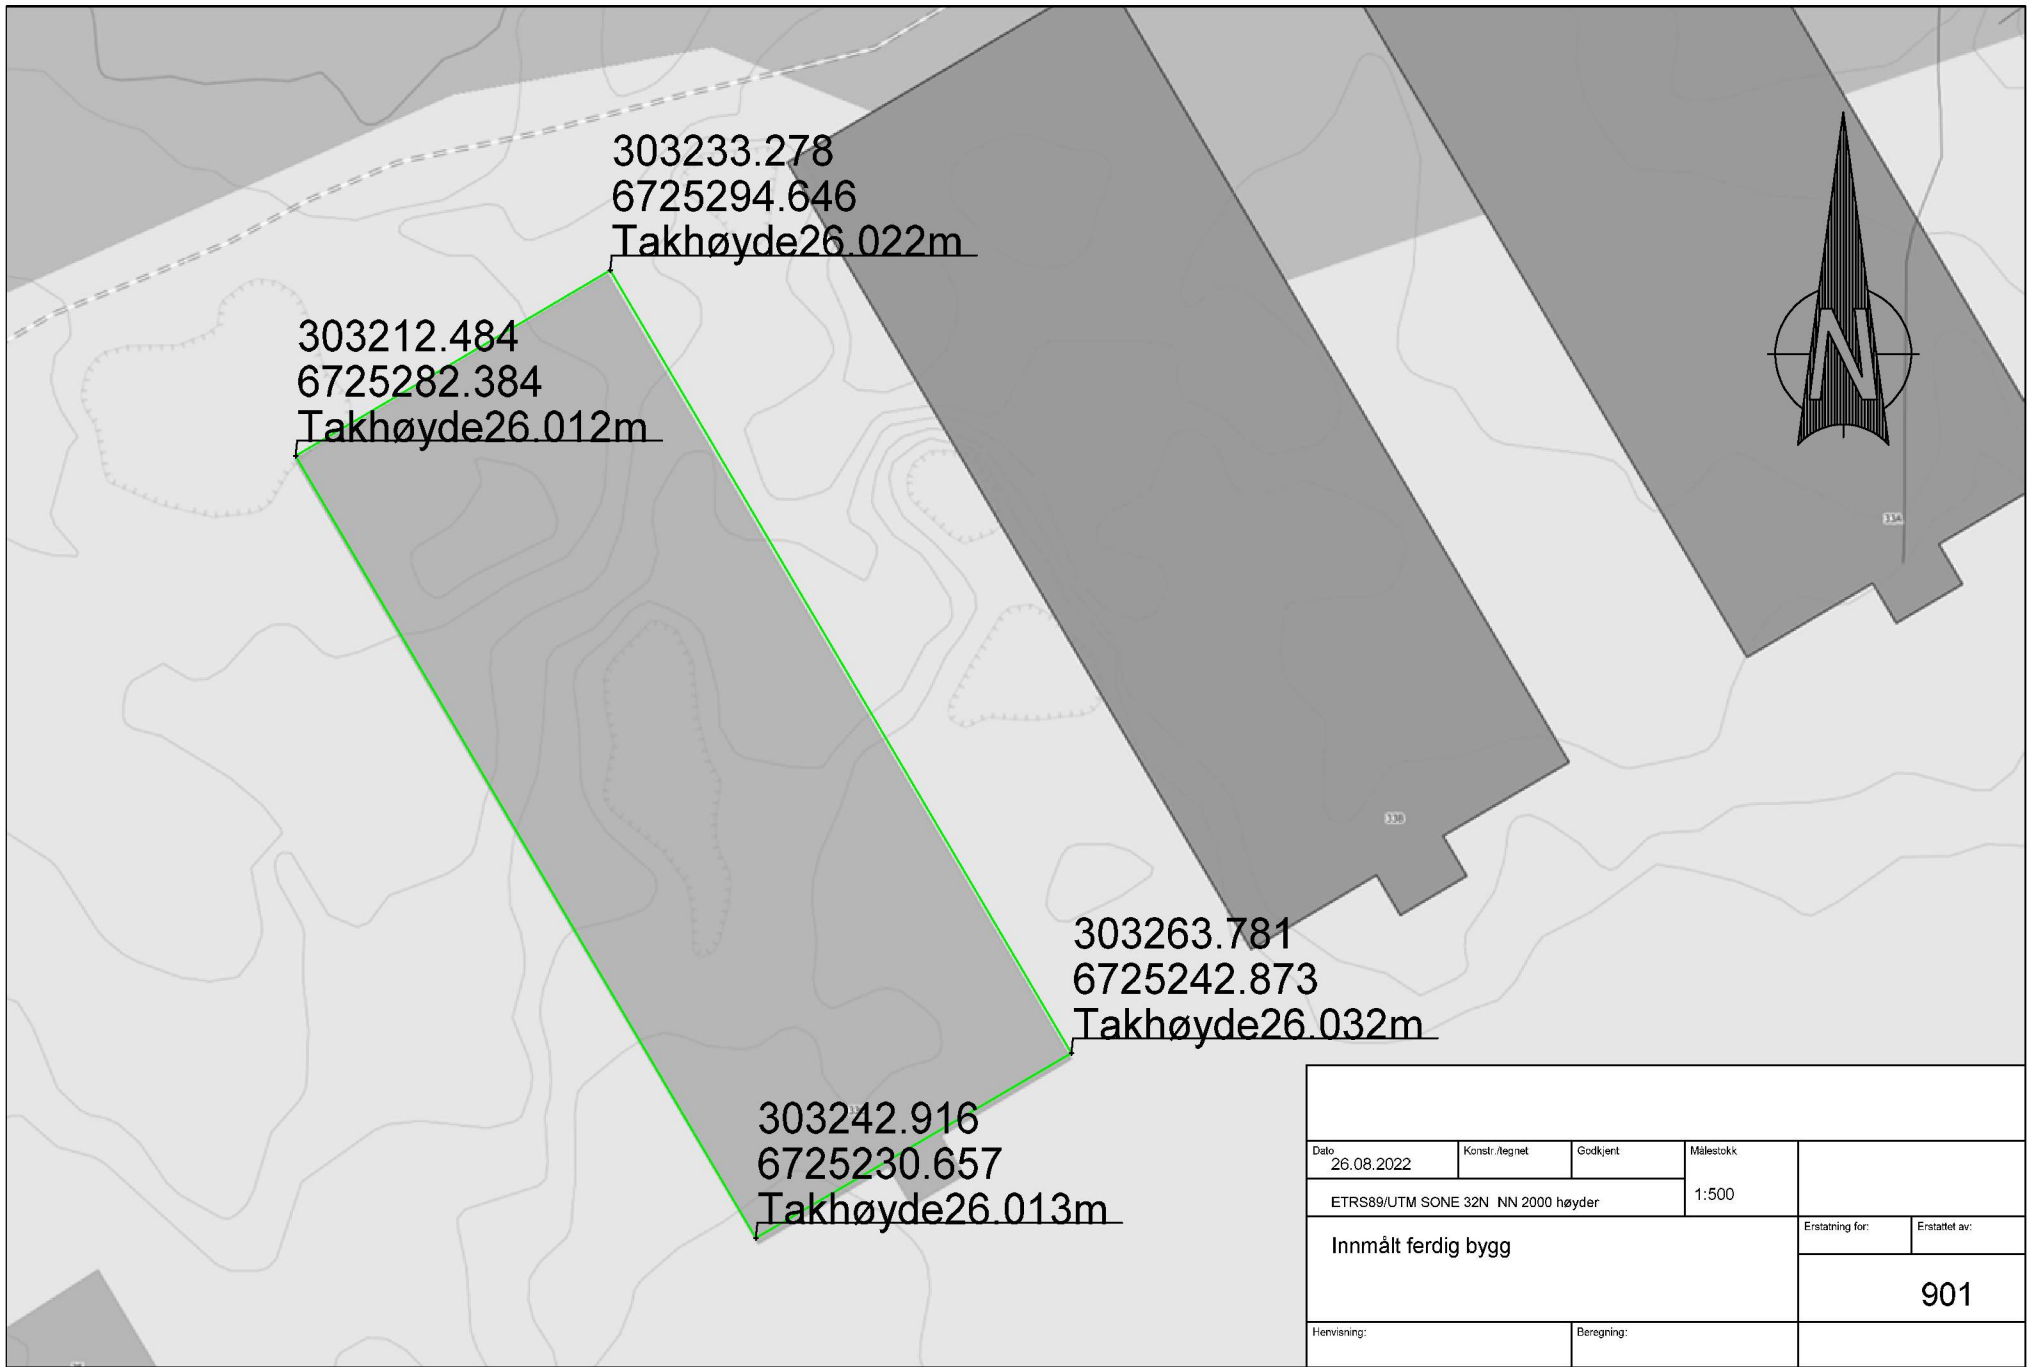 303233.278
6725294.646
Takhøyde26.022m
303212.484
6725282.384
Takhøyde26.012m
N
33A
33B
303263.781
6725242.873
Takhøyde26.032m
303242.916
6725230.657
Takhøyde26.013m
Dato
26.08.2022
Konstr./tegnet
Godkjent
Målestokk
1:500
ETRS89/UTM SONE 32N NN 2000 høyder
Innmålt ferdig bygg
Erstatning for:
Erstattet av:
901
Henvisning:
Beregning: